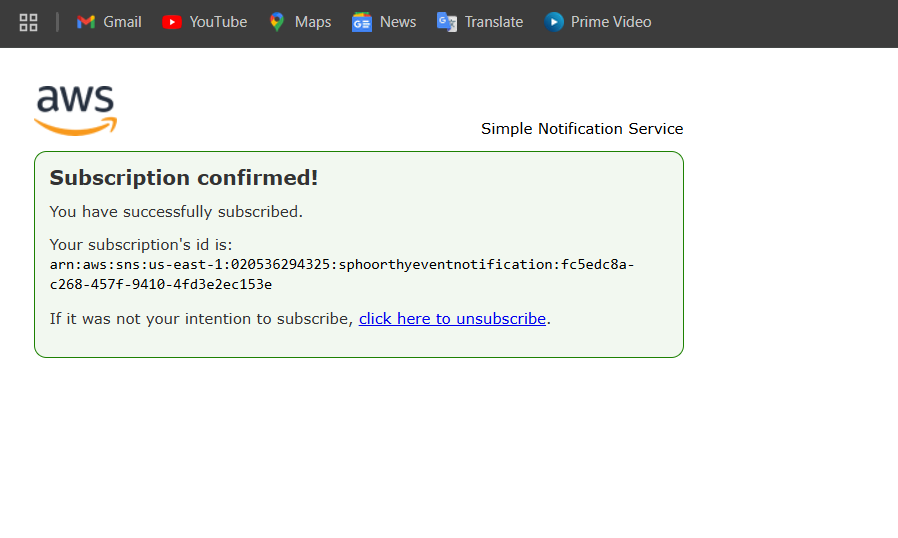 Gmail YouTube Maps News Translate Prime Video
aws
Simple Notification Service
Subscription confirmed!
You have successfully subscribed.
Your subscription's id is:
arn:aws:sns:us-east-1:020536294325:sphoorthyeventnotification:fc5edc8a-
c268-457f-9410-4fd3e2ec153e
If it was not your intention to subscribe, click here to unsubscribe.